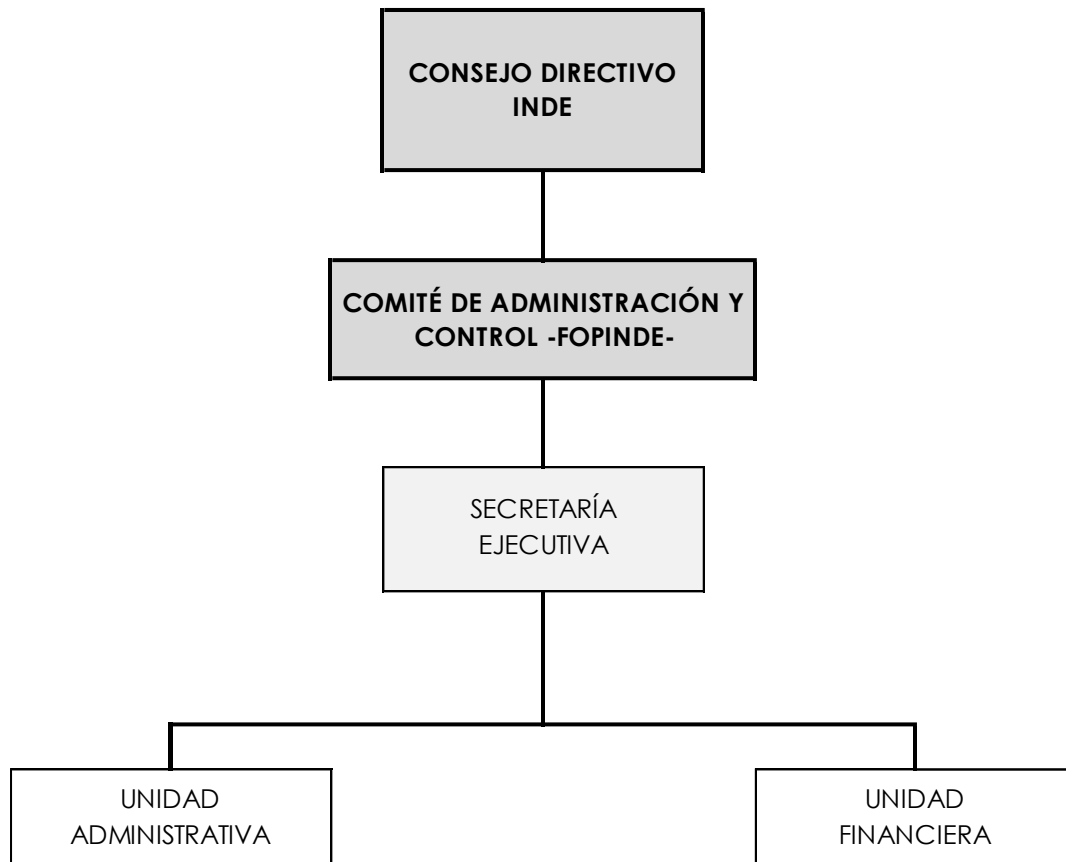 CONSEJO DIRECTIVO
INDE
COMITÉ DE ADMINISTRACIÓN Y
CONTROL -FOPINDE-
SECRETARÍA
EJECUTIVA
UNIDAD
ADMINISTRATIVA
UNIDAD
FINANCIERA